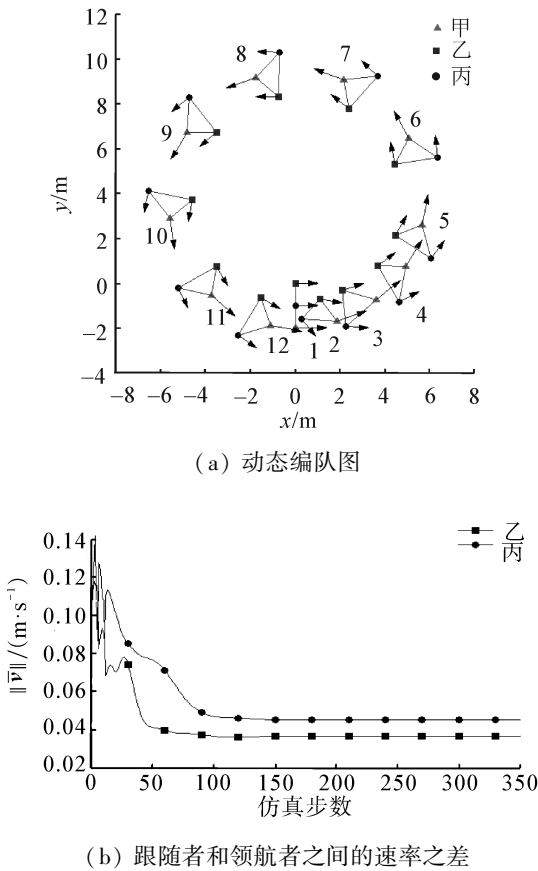 甲
乙
丙
12
10
8
6
4
2
0
−2
−4
y/m
8
7
6
9
5
10
4
11
3
12
1
2
−8 −6 −4 −2 0 2 4 6 8
x/m
(a) 动态编队图
乙
丙
0.14
0.12
0.10
0.08
0.06
0.04
0.02
‖v̅‖/(m·s⁻¹)
0 50 100 150 200 250 300 350
仿真步数
(b) 跟随者和领航者之间的速率之差